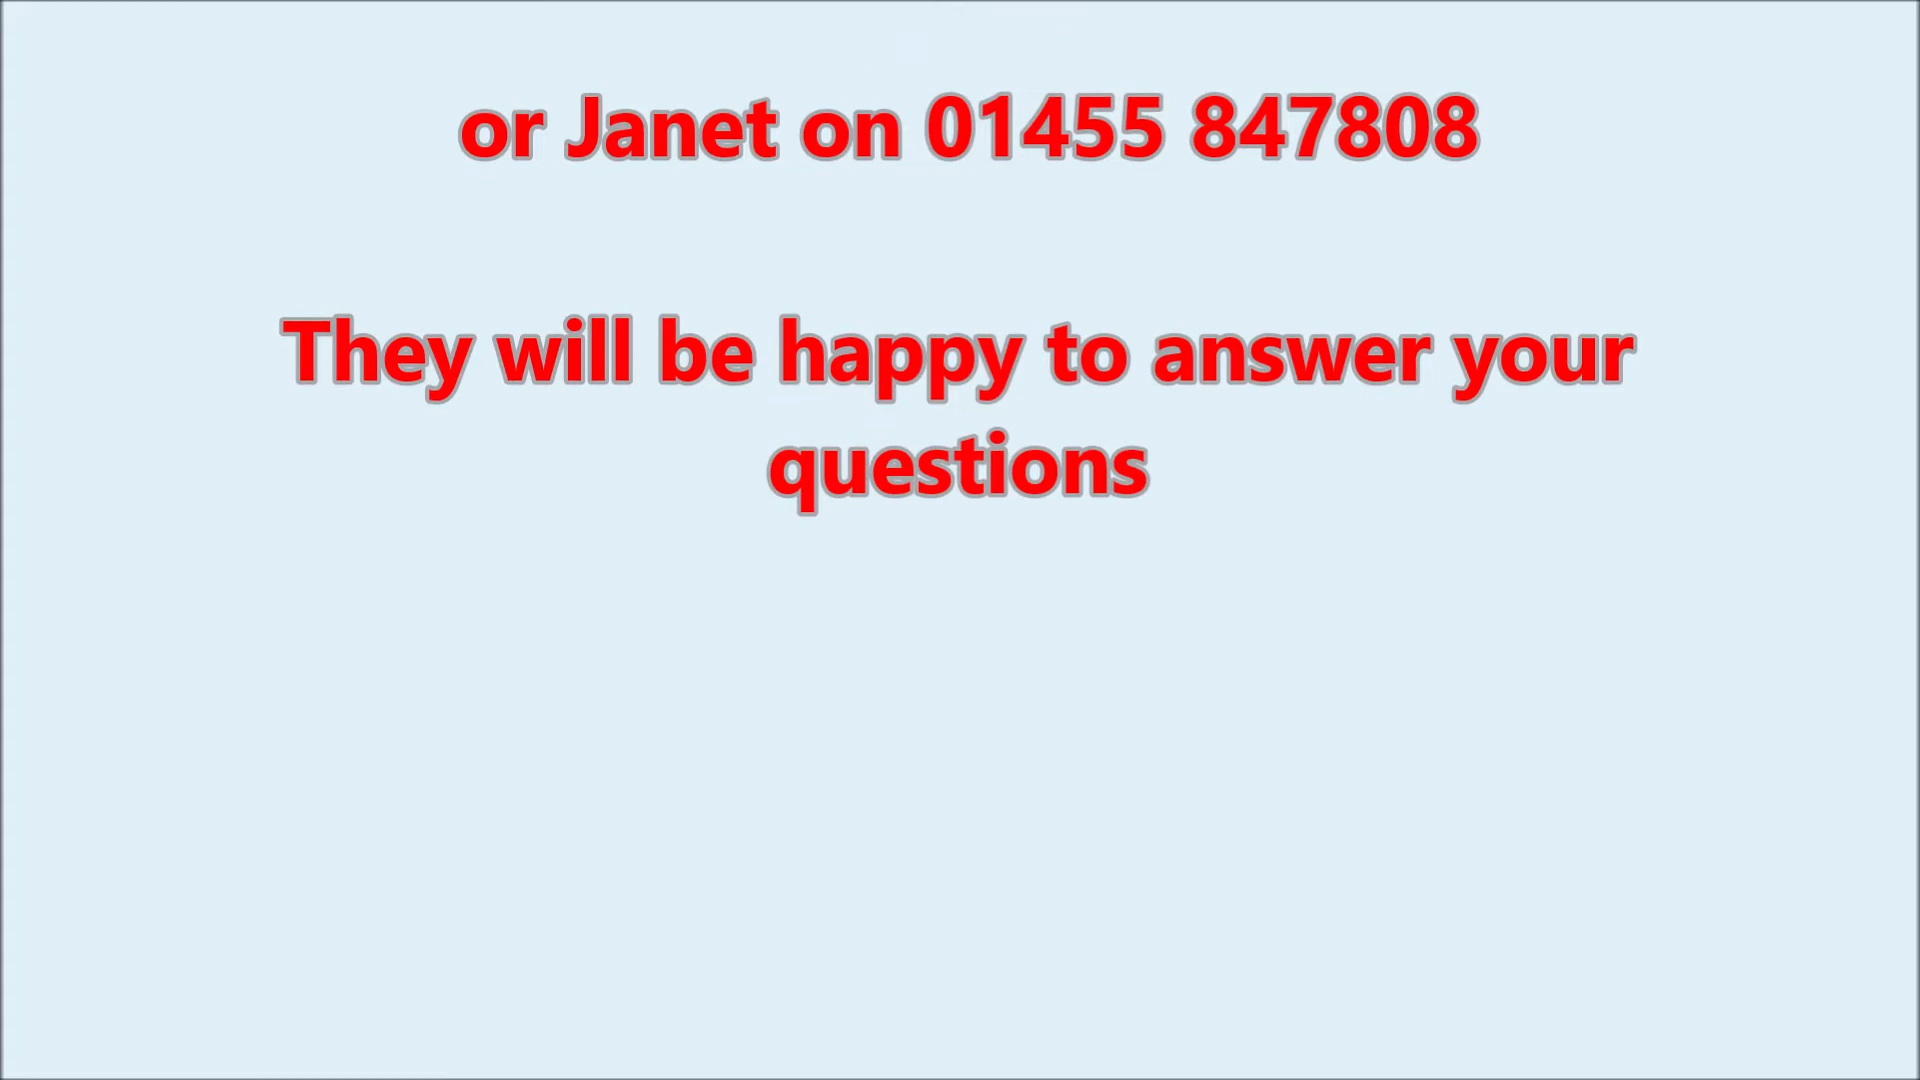 or Janet on 01455 847808
They will be happy to answer your
questions